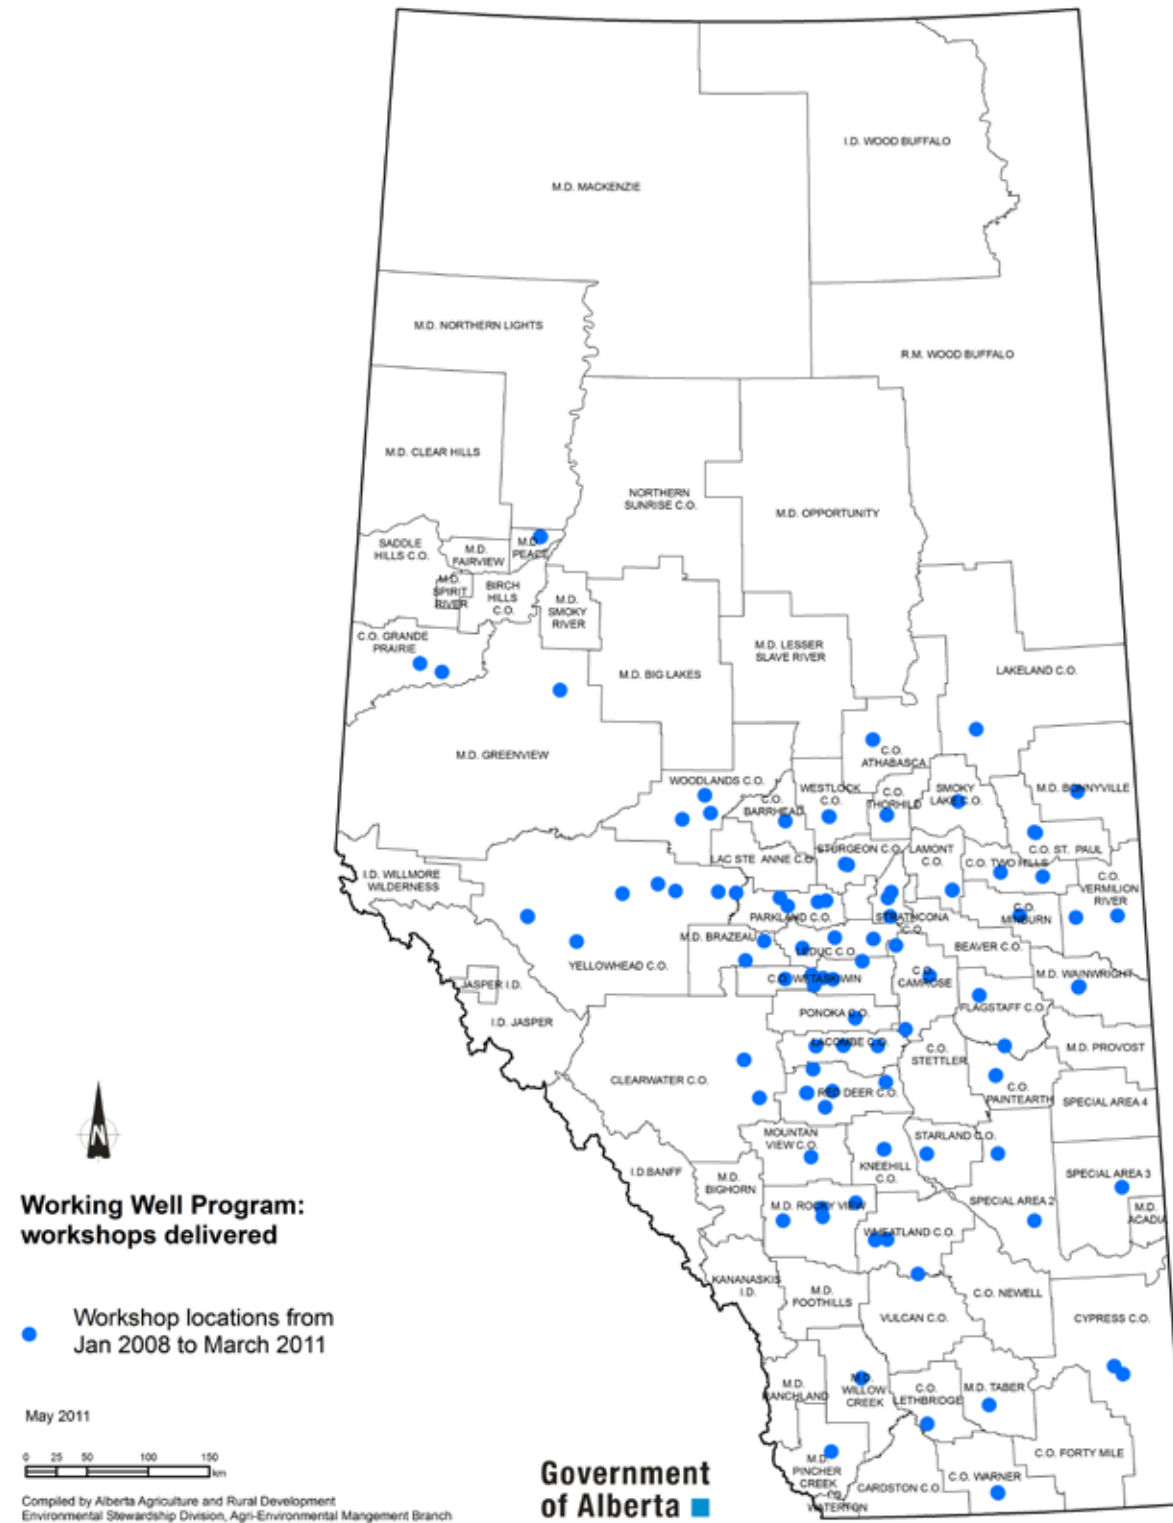 I.D. WOOD BUFFALO
M.D. MACKENZIE
M.D. NORTHERN LIGHTS
R.M. WOOD BUFFALO
M.D. CLEAR HILLS
NORTHERN
SUNRISE C.O.
M.D. OPPORTUNITY
SADDLE
HILLS C.O.
M.D.
FAIRVIEW
M.D.
PEACE
M.D.
SPIRIT
RIVER
BIRCH
HILLS
C.O.
M.D.
SMOKY
RIVER
C.O. GRANDE
PRAIRIE
M.D. LESSER
SLAVE RIVER
M.D. BIG LAKES
LAKELAND C.O.
M.D. GREENVIEW
C.O.
ATHABASCA
WOODLANDS C.O.
C.O.
BARRHEAD
WESTLOCK
C.O.
C.O.
THORHILD
SMOKY
LAKE C.O.
M.D. BONNYVILLE
LAC STE ANNE C.O.
STURGEON C.O.
LAMONT
C.O.
C.O. TWO HILLS
C.O. ST. PAUL
I.D. WILLMORE
WILDERNESS
C.O.
VERMILION
RIVER
PARKLAND C.O.
STRATHCONA
C.O.
C.O.
MINBURN
M.D. BRAZEAU
LEDUC C.O.
BEAVER C.O.
YELLOWHEAD C.O.
JASPER I.D.
C.O. WETASKIWIN
C.O.
CAMROSE
M.D. WAINWRIGHT
I.D. JASPER
PONOKA C.O.
FLAGSTAFF C.O.
LACOMBE C.O.
C.O.
STETTLER
M.D. PROVOST
CLEARWATER C.O.
RED DEER C.O.
C.O.
PAINTEARTH
SPECIAL AREA 4
MOUNTAN
VIEW C.O.
STARLAND C.O.
KNEEHILL
C.O.
I.D.BANFF
M.D.
BIGHORN
SPECIAL AREA 3
SPECIAL AREA 2
M.D.
ACADIA
M.D. ROCKY VIEW
WHEATLAND C.O.
KANANASKIS
I.D.
M.D.
FOOTHILLS
C.O. NEWELL
VULCAN C.O.
CYPRESS C.O.
M.D.
RANCHLAND
M.D.
WILLOW
CREEK
C.O.
LETHBRIDGE
M.D. TABER
M.D.
PINCHER
CREEK
C.O. FORTY MILE
CARDSTON C.O.
C.O. WARNER
WATERTON
N
Working Well Program:
workshops delivered
Workshop locations from
Jan 2008 to March 2011
May 2011
0 25 50 100 150
km
Compiled by Alberta Agriculture and Rural Development
Environmental Stewardship Division, Agri-Environmental Mangement Branch
Government
of Alberta